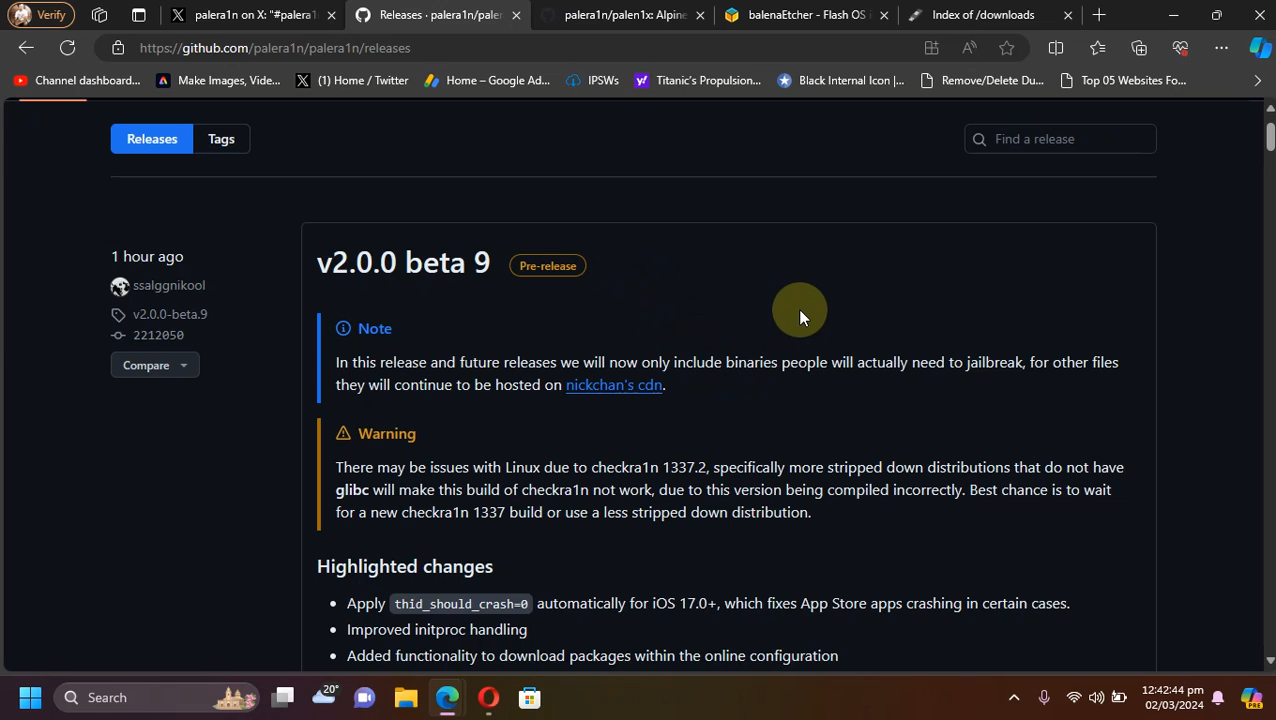 Verify
palera1n on X: "#palera1
Releases · palera1n/paler
palera1n/palen1x: Alpine
balenaEtcher - Flash OS i
Index of /downloads
https://github.com/palera1n/palera1n/releases
Channel dashboard...
Make Images, Vide...
(1) Home / Twitter
Home – Google Ad...
IPSWs
Titanic's Propulsion...
Black Internal Icon |...
Remove/Delete Du...
Top 05 Websites Fo...
Releases
Tags
Find a release
1 hour ago
ssalggnikool
v2.0.0-beta.9
2212050
Compare
v2.0.0 beta 9
Pre-release
Note
In this release and future releases we will now only include binaries people will actually need to jailbreak, for other files
they will continue to be hosted on nickchan's cdn.
Warning
There may be issues with Linux due to checkra1n 1337.2, specifically more stripped down distributions that do not have
glibc will make this build of checkra1n not work, due to this version being compiled incorrectly. Best chance is to wait
for a new checkra1n 1337 build or use a less stripped down distribution.
Highlighted changes
Apply thid_should_crash=0 automatically for iOS 17.0+, which fixes App Store apps crashing in certain cases.
Improved initproc handling
Added functionality to download packages within the online configuration
Search
20°
12:42:44 pm
02/03/2024
PRE